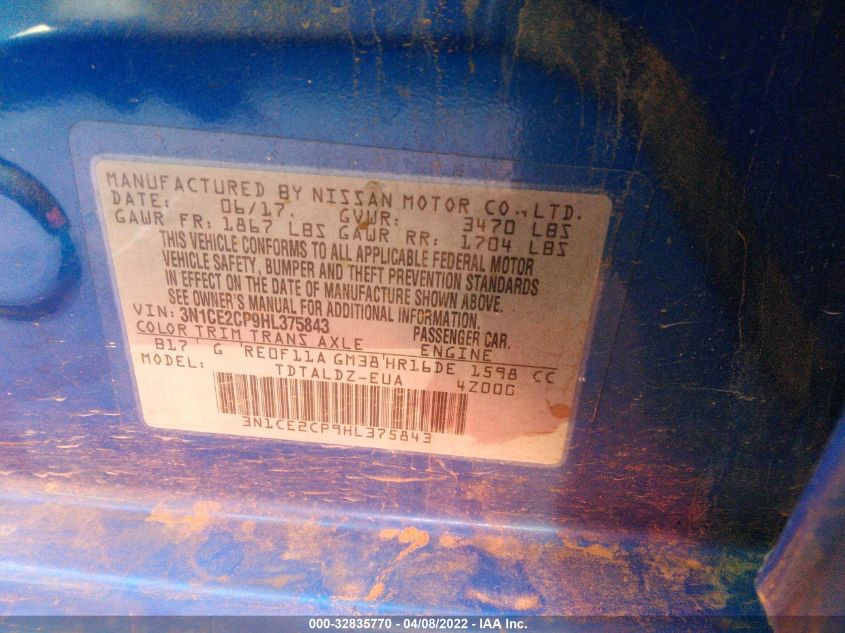 MANUFACTURED BY NISSAN MOTOR CO., LTD.
DATE: 06/17. GVWR: 3470 LBS
GAWR FR: 1867 LBS GAWR RR: 1704 LBS
THIS VEHICLE CONFORMS TO ALL APPLICABLE FEDERAL MOTOR
VEHICLE SAFETY, BUMPER AND THEFT PREVENTION STANDARDS
IN EFFECT ON THE DATE OF MANUFACTURE SHOWN ABOVE.
SEE OWNER'S MANUAL FOR ADDITIONAL INFORMATION.
VIN: 3N1CE2CP9HL375843 PASSENGER CAR.
COLOR TRIM TRANS AXLE ENGINE
B17 G RE0F11A GM38 HR16DE 1598 CC
MODEL: TDTALDZ-EUA 4Z00G
3N1CE2CP9HL375843
000-32835770 - 04/08/2022 - IAA Inc.